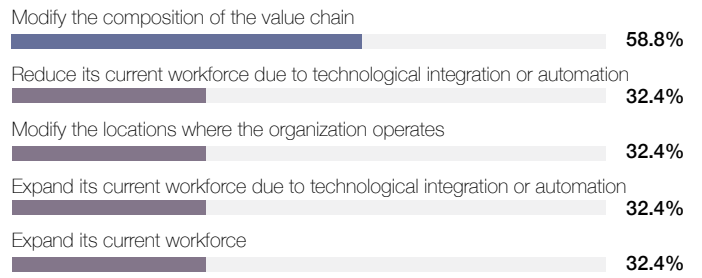 Modify the composition of the value chain
58.8%
Reduce its current workforce due to technological integration or automation
32.4%
Modify the locations where the organization operates
32.4%
Expand its current workforce due to technological integration or automation
32.4%
Expand its current workforce
32.4%